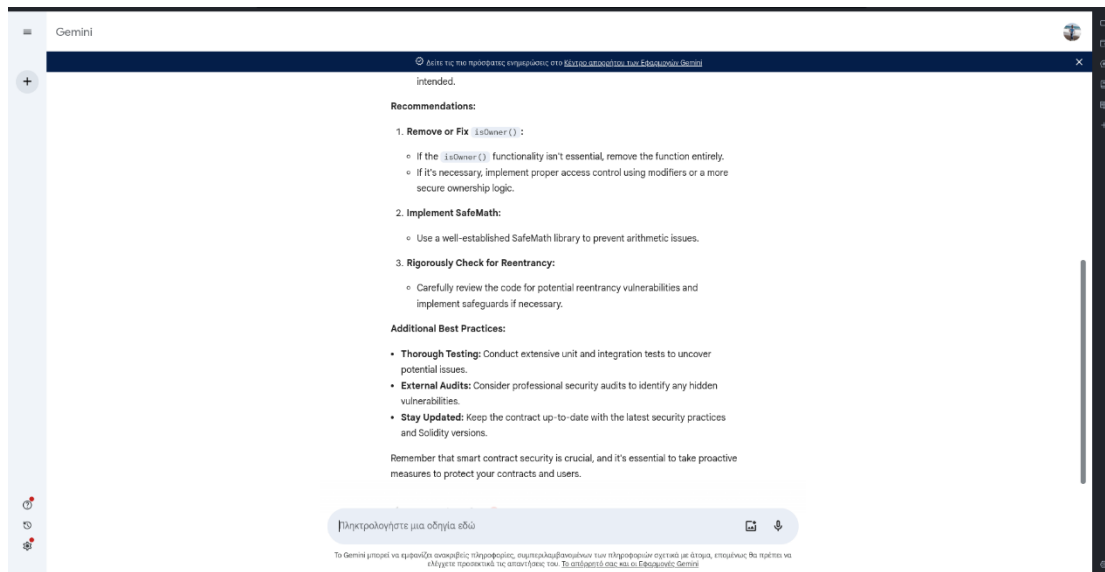 Gemini
Δείτε τις πιο πρόσφατες ενημερώσεις στο Κέντρο απορρήτου των Εφαρμογών Gemini
intended.
Recommendations:
1. Remove or Fix isOwner() :
If the isOwner() functionality isn't essential, remove the function entirely.
If it's necessary, implement proper access control using modifiers or a more
secure ownership logic.
2. Implement SafeMath:
Use a well-established SafeMath library to prevent arithmetic issues.
3. Rigorously Check for Reentrancy:
Carefully review the code for potential reentrancy vulnerabilities and
implement safeguards if necessary.
Additional Best Practices:
• Thorough Testing: Conduct extensive unit and integration tests to uncover
potential issues.
• External Audits: Consider professional security audits to identify any hidden
vulnerabilities.
• Stay Updated: Keep the contract up-to-date with the latest security practices
and Solidity versions.
Remember that smart contract security is crucial, and it's essential to take proactive
measures to protect your contracts and users.
Πληκτρολογήστε μια οδηγία εδώ
Το Gemini μπορεί να εμφανίζει ανακριβείς πληροφορίες, συμπεριλαμβανομένων των πληροφοριών σχετικά με άτομα, επομένως θα πρέπει να
ελέγχετε προσεκτικά τις απαντήσεις του. Το απόρρητό σας και οι Εφαρμογές Gemini